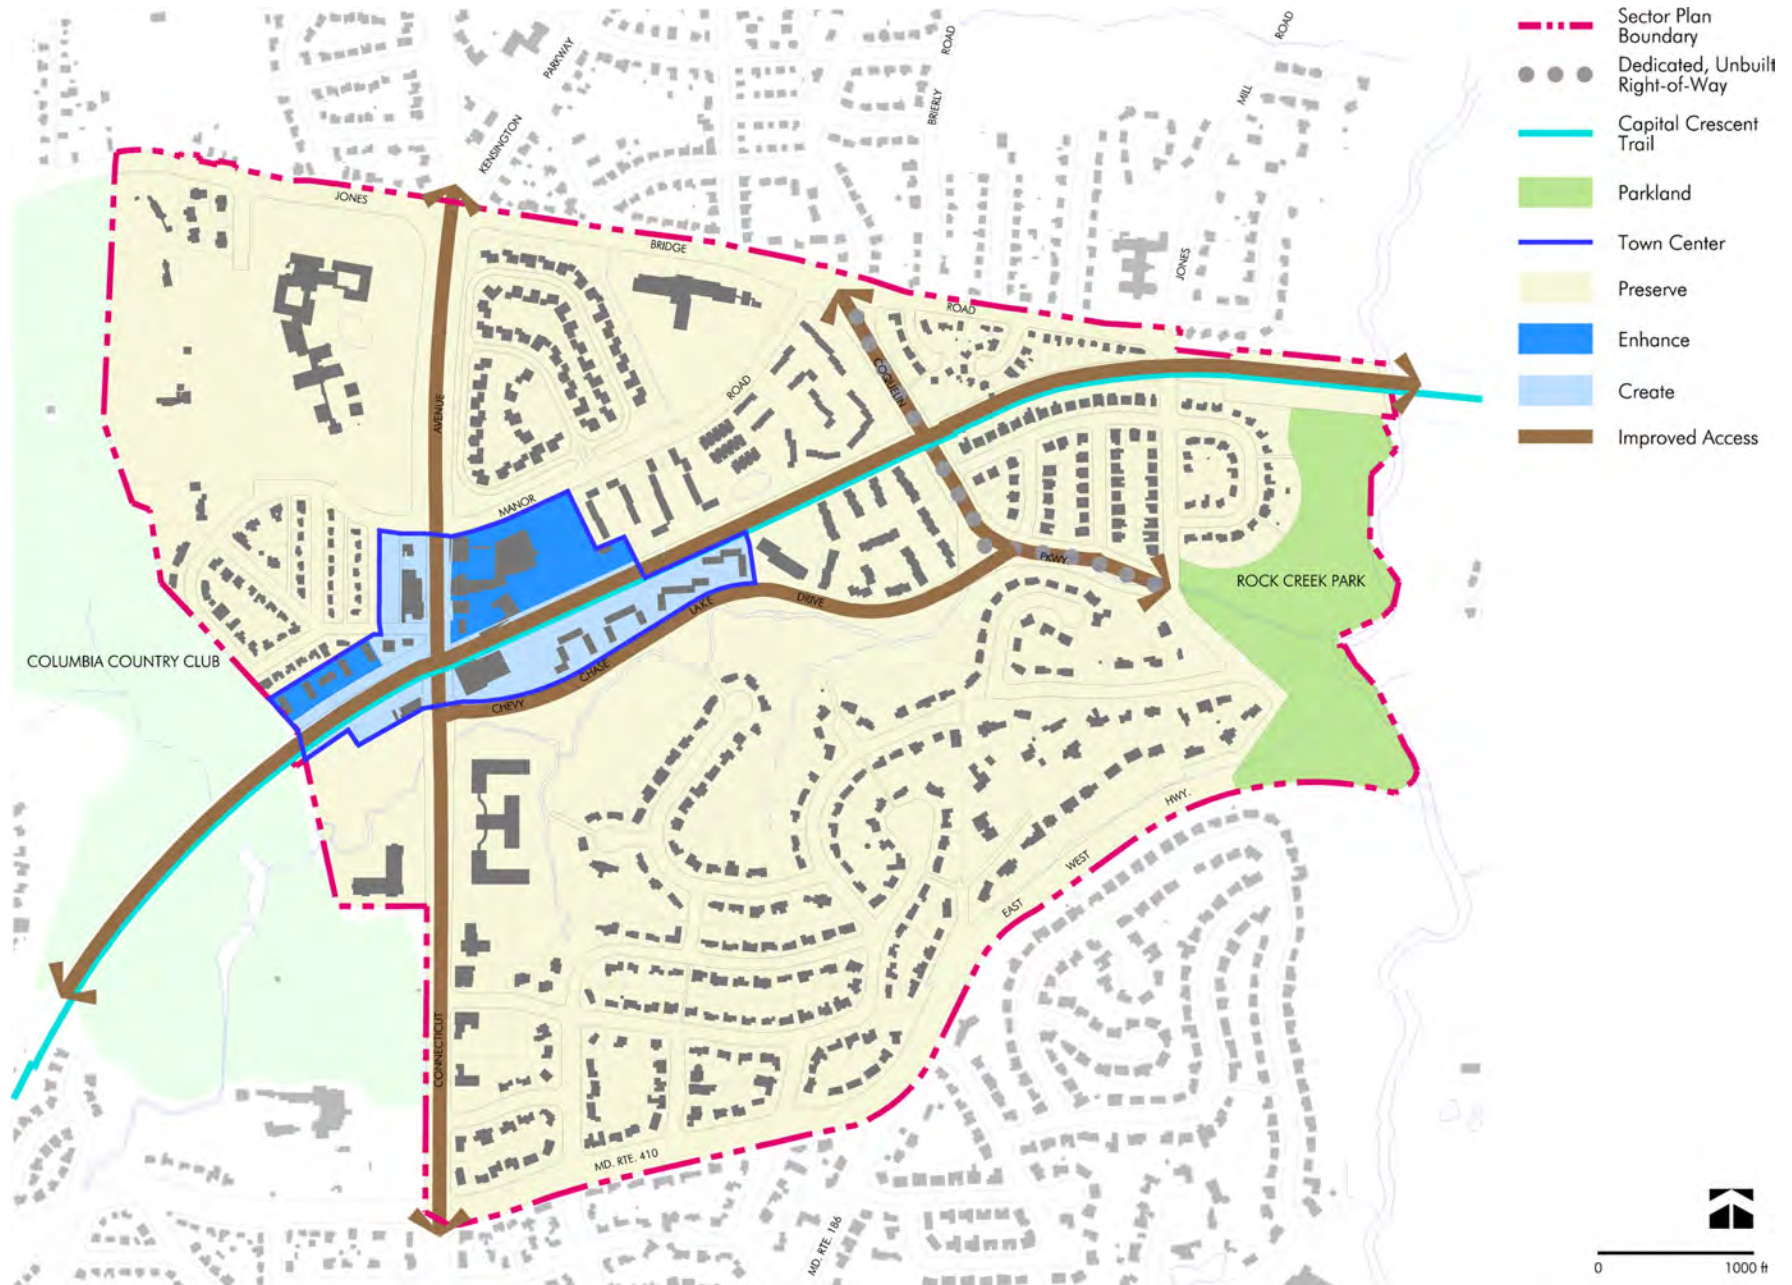 Sector Plan
Boundary
Dedicated, Unbuilt
Right-of-Way
Capital Crescent
Trail
Parkland
Town Center
Preserve
Enhance
Create
Improved Access
PARKWAY
ROAD
ROAD
KENSINGTON
BRIERLY
MILL
JONES
JONES
BRIDGE
ROAD
ROAD
COQUELIN
AVENUE
MANOR
PKWY
ROCK CREEK PARK
DRIVE
LAKE
COLUMBIA COUNTRY CLUB
CHASE
CHEVY
HWY.
WEST
EAST
CONNECTICUT
MD. RTE. 410
MD. RTE. 186
0 1000 ft